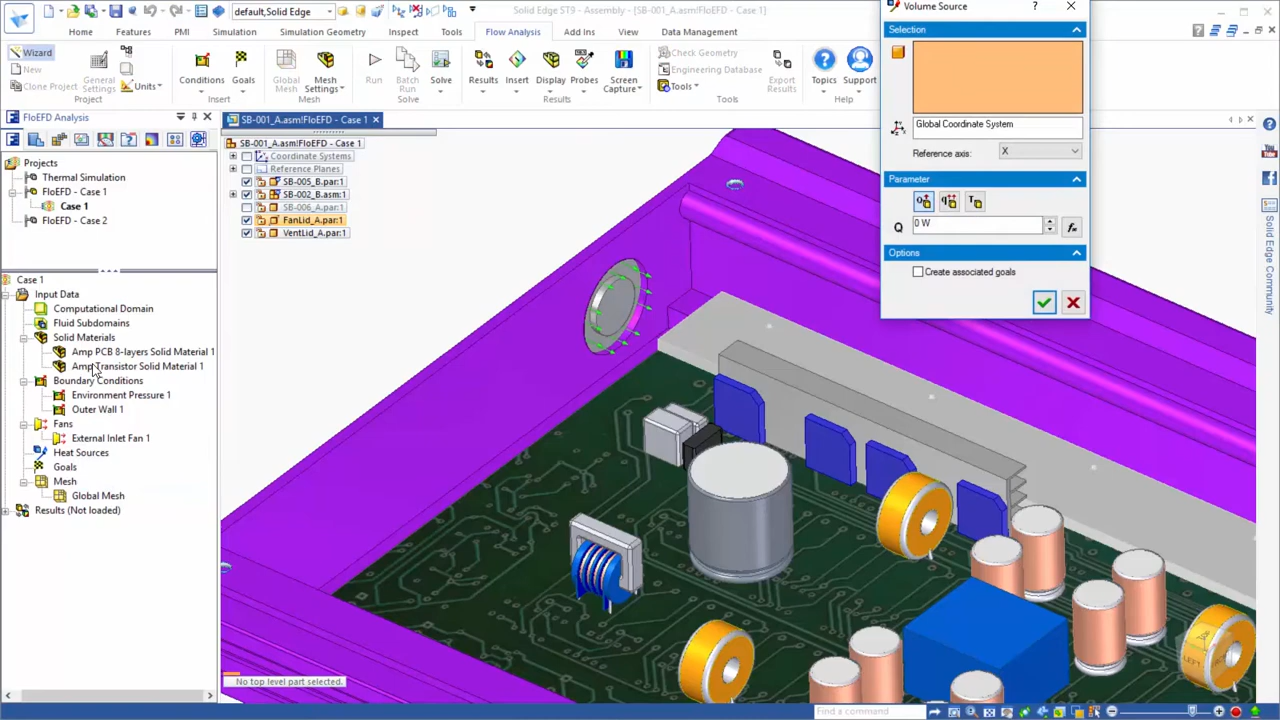 default,Solid Edge
Solid Edge ST9 - Assembly - [SB-001_A.asm!FloEFD - Case 1]
Home
Features
PMI
Simulation
Simulation Geometry
Inspect
Tools
Flow Analysis
Add Ins
View
Data Management
Wizard
New
Clone Project
General Settings
Units
Project
Conditions
Goals
Insert
Global Mesh
Mesh Settings
Mesh
Run
Batch Run
Solve
Solve
Results
Insert
Display
Probes
Screen Capture
Results
Check Geometry
Engineering Database
Tools
Export Results
Tools
Topics
Support
Help
FloEFD Analysis
SB-001_A.asm!FloEFD - Case 1
Projects
Thermal Simulation
FloEFD - Case 1
Case 1
FloEFD - Case 2
SB-001_A.asm!FloEFD - Case 1
Coordinate Systems
Reference Planes
SB-005_B.par:1
SB-002_B.asm:1
SB-006_A.par:1
FanLid_A.par:1
VentLid_A.par:1
Case 1
Input Data
Computational Domain
Fluid Subdomains
Solid Materials
Amp PCB 8-layers Solid Material 1
Amp Transistor Solid Material 1
Boundary Conditions
Environment Pressure 1
Outer Wall 1
Fans
External Inlet Fan 1
Heat Sources
Goals
Mesh
Global Mesh
Results (Not loaded)
Volume Source
?
Selection
Global Coordinate System
Reference axis:
X
Parameter
Q
0 W
Options
Create associated goals
Solid Edge Community
No top level part selected.
Find a command